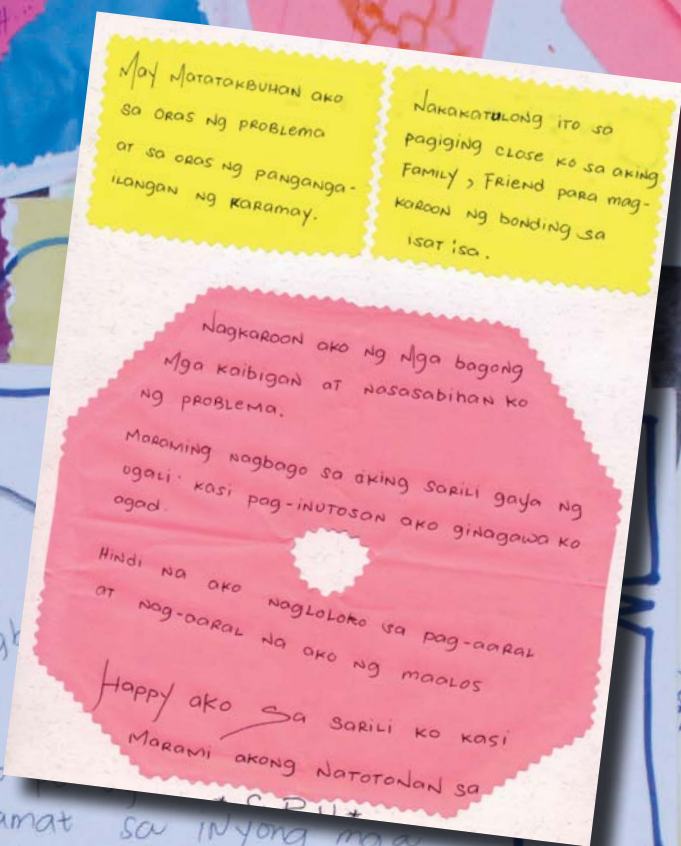 May MATATAKBUHAN AKO
sa ORAS Ng PROBLEMA
at sa ORAS Ng PANGANGA-
ILANGAN Ng KARAMAY.
NAKAKATULONG ITO sa
pagiging close ko sa aking
FAMILY, FRIEND PARA mag-
KAROON Ng bonding sa
isaT isa.
Nagkaroon ako Ng Mga bagong
Mga kaibigan at Nasasabihan ko
Ng PROBLEMA.
MARAMING Nagbago sa aking SARILI gaya Ng
ogali. kasi pag-INUTOSAN ako ginagawa ko
agad.
Hindi Na ako NagLoLoko sa pag-aaral
at Nag-aaral Na ako Ng maalos
Happy ako Sa SARILI ko kasi
MARAMI akong NATOTONAN sa
amat sa INyong mga